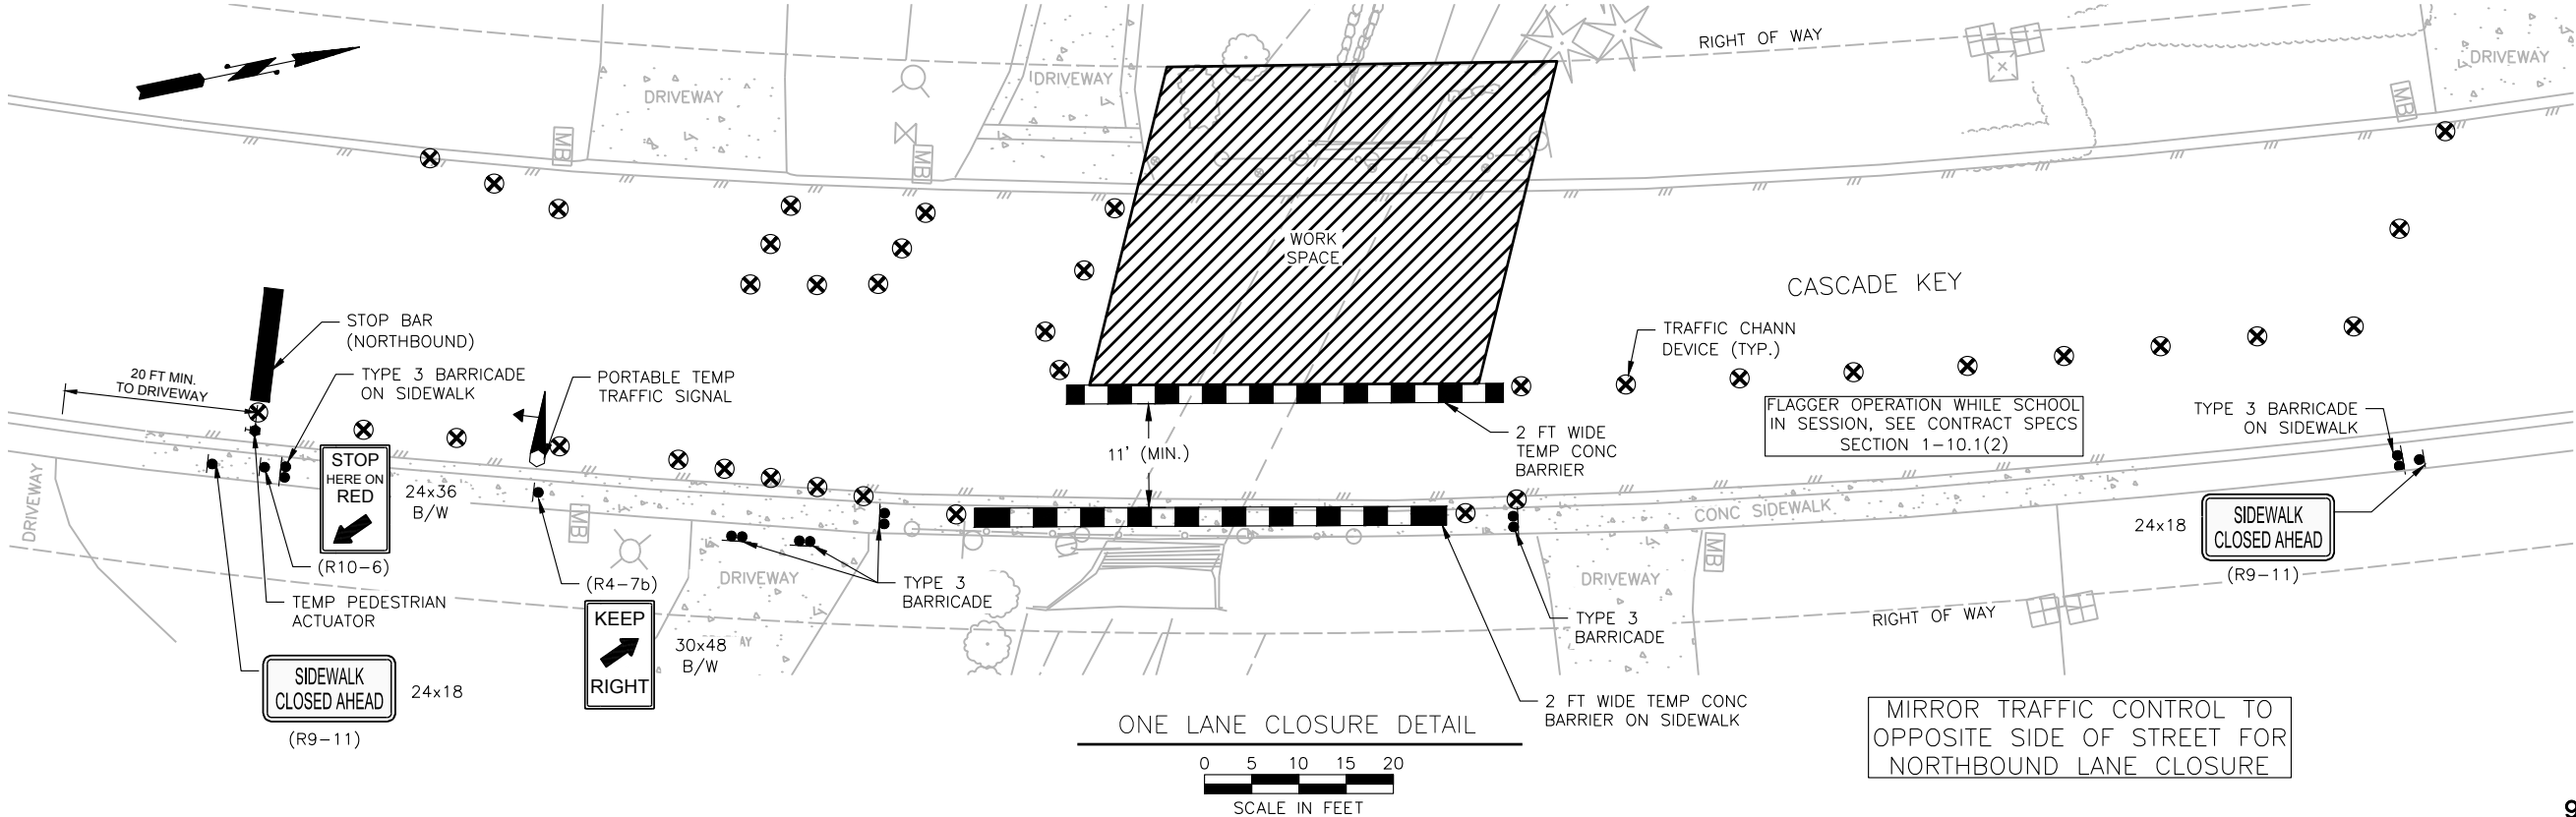 RIGHT OF WAY
DRIVEWAY
DRIVEWAY
DRIVEWAY
MB
MB
MB
WORK
SPACE
CASCADE KEY
STOP BAR
(NORTHBOUND)
20 FT MIN.
TO DRIVEWAY
TYPE 3 BARRICADE
ON SIDEWALK
PORTABLE TEMP
TRAFFIC SIGNAL
TRAFFIC CHANN
DEVICE (TYP.)
FLAGGER OPERATION WHILE SCHOOL
IN SESSION, SEE CONTRACT SPECS
SECTION 1-10.1(2)
TYPE 3 BARRICADE
ON SIDEWALK
2 FT WIDE
TEMP CONC
BARRIER
11' (MIN.)
STOP
HERE ON
RED
24x36
B/W
(R10-6)
DRIVEWAY
MB
CONC SIDEWALK
MB
24x18
SIDEWALK
CLOSED AHEAD
(R9-11)
(R4-7b)
DRIVEWAY
TYPE 3
BARRICADE
DRIVEWAY
TEMP PEDESTRIAN
ACTUATOR
KEEP
RIGHT
30x48
B/W
TYPE 3
BARRICADE
RIGHT OF WAY
SIDEWALK
CLOSED AHEAD
24x18
(R9-11)
2 FT WIDE TEMP CONC
BARRIER ON SIDEWALK
ONE LANE CLOSURE DETAIL
0 5 10 15 20
SCALE IN FEET
MIRROR TRAFFIC CONTROL TO
OPPOSITE SIDE OF STREET FOR
NORTHBOUND LANE CLOSURE